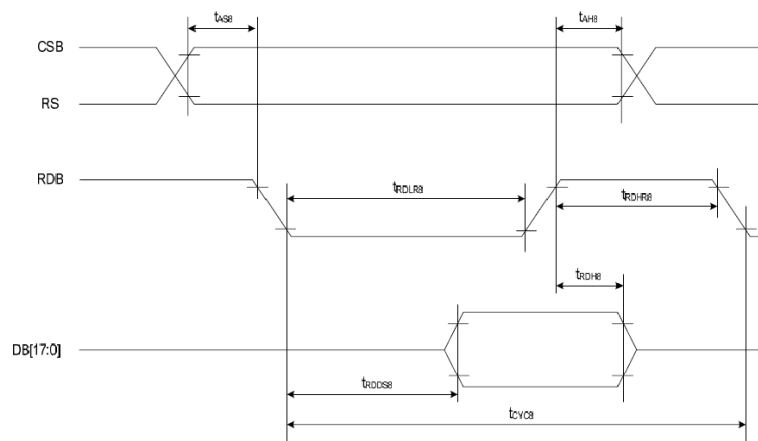 tAS8
tAH8
CSB
RS
RDB
tRDLR8
tRDHR8
tRDH8
DB[17:0]
tRDDS8
tCYC8